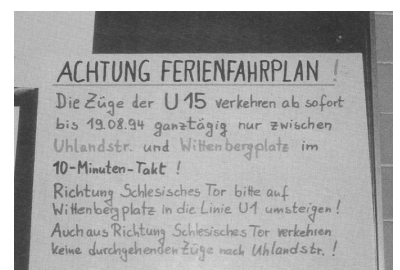 ACHTUNG FERIENFAHRPLAN !
Die Züge der U 15 verkehren ab sofort
bis 19.08.94 ganztägig nur zwischen
Uhlandstr. und Wittenbergplatz im
10-Minuten-Takt !
Richtung Schlesisches Tor bitte auf
Wittenbergplatz in die Linie U1 umsteigen !
Auch aus Richtung Schlesisches Tor verkehren
keine durchgehenden Züge nach Uhlandstr. !